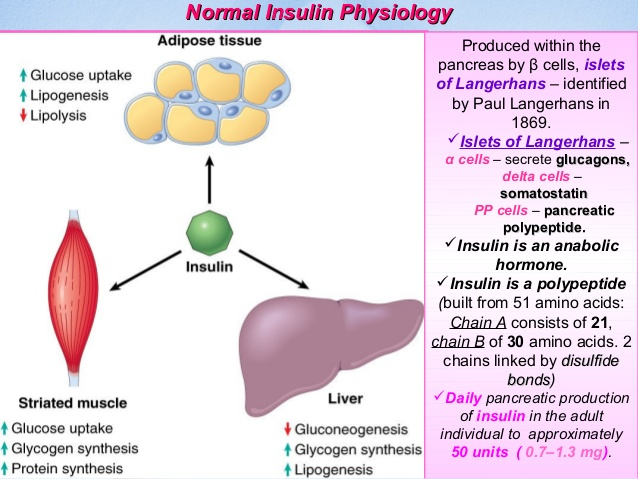 Normal Insulin Physiology
Adipose tissue
↑ Glucose uptake
↑ Lipogenesis
↓ Lipolysis
Insulin
Striated muscle
↑ Glucose uptake
↑ Glycogen synthesis
↑ Protein synthesis
Liver
↓ Gluconeogenesis
↑ Glycogen synthesis
↑ Lipogenesis
Produced within the
pancreas by β cells, islets
of Langerhans – identified
by Paul Langerhans in
1869.
✓Islets of Langerhans –
α cells – secrete glucagons,
delta cells –
somatostatin
PP cells – pancreatic
polypeptide.
✓Insulin is an anabolic
hormone.
✓Insulin is a polypeptide
(built from 51 amino acids:
Chain A consists of 21,
chain B of 30 amino acids. 2
chains linked by disulfide
bonds)
✓Daily pancreatic production
of insulin in the adult
individual to approximately
50 units ( 0.7–1.3 mg).